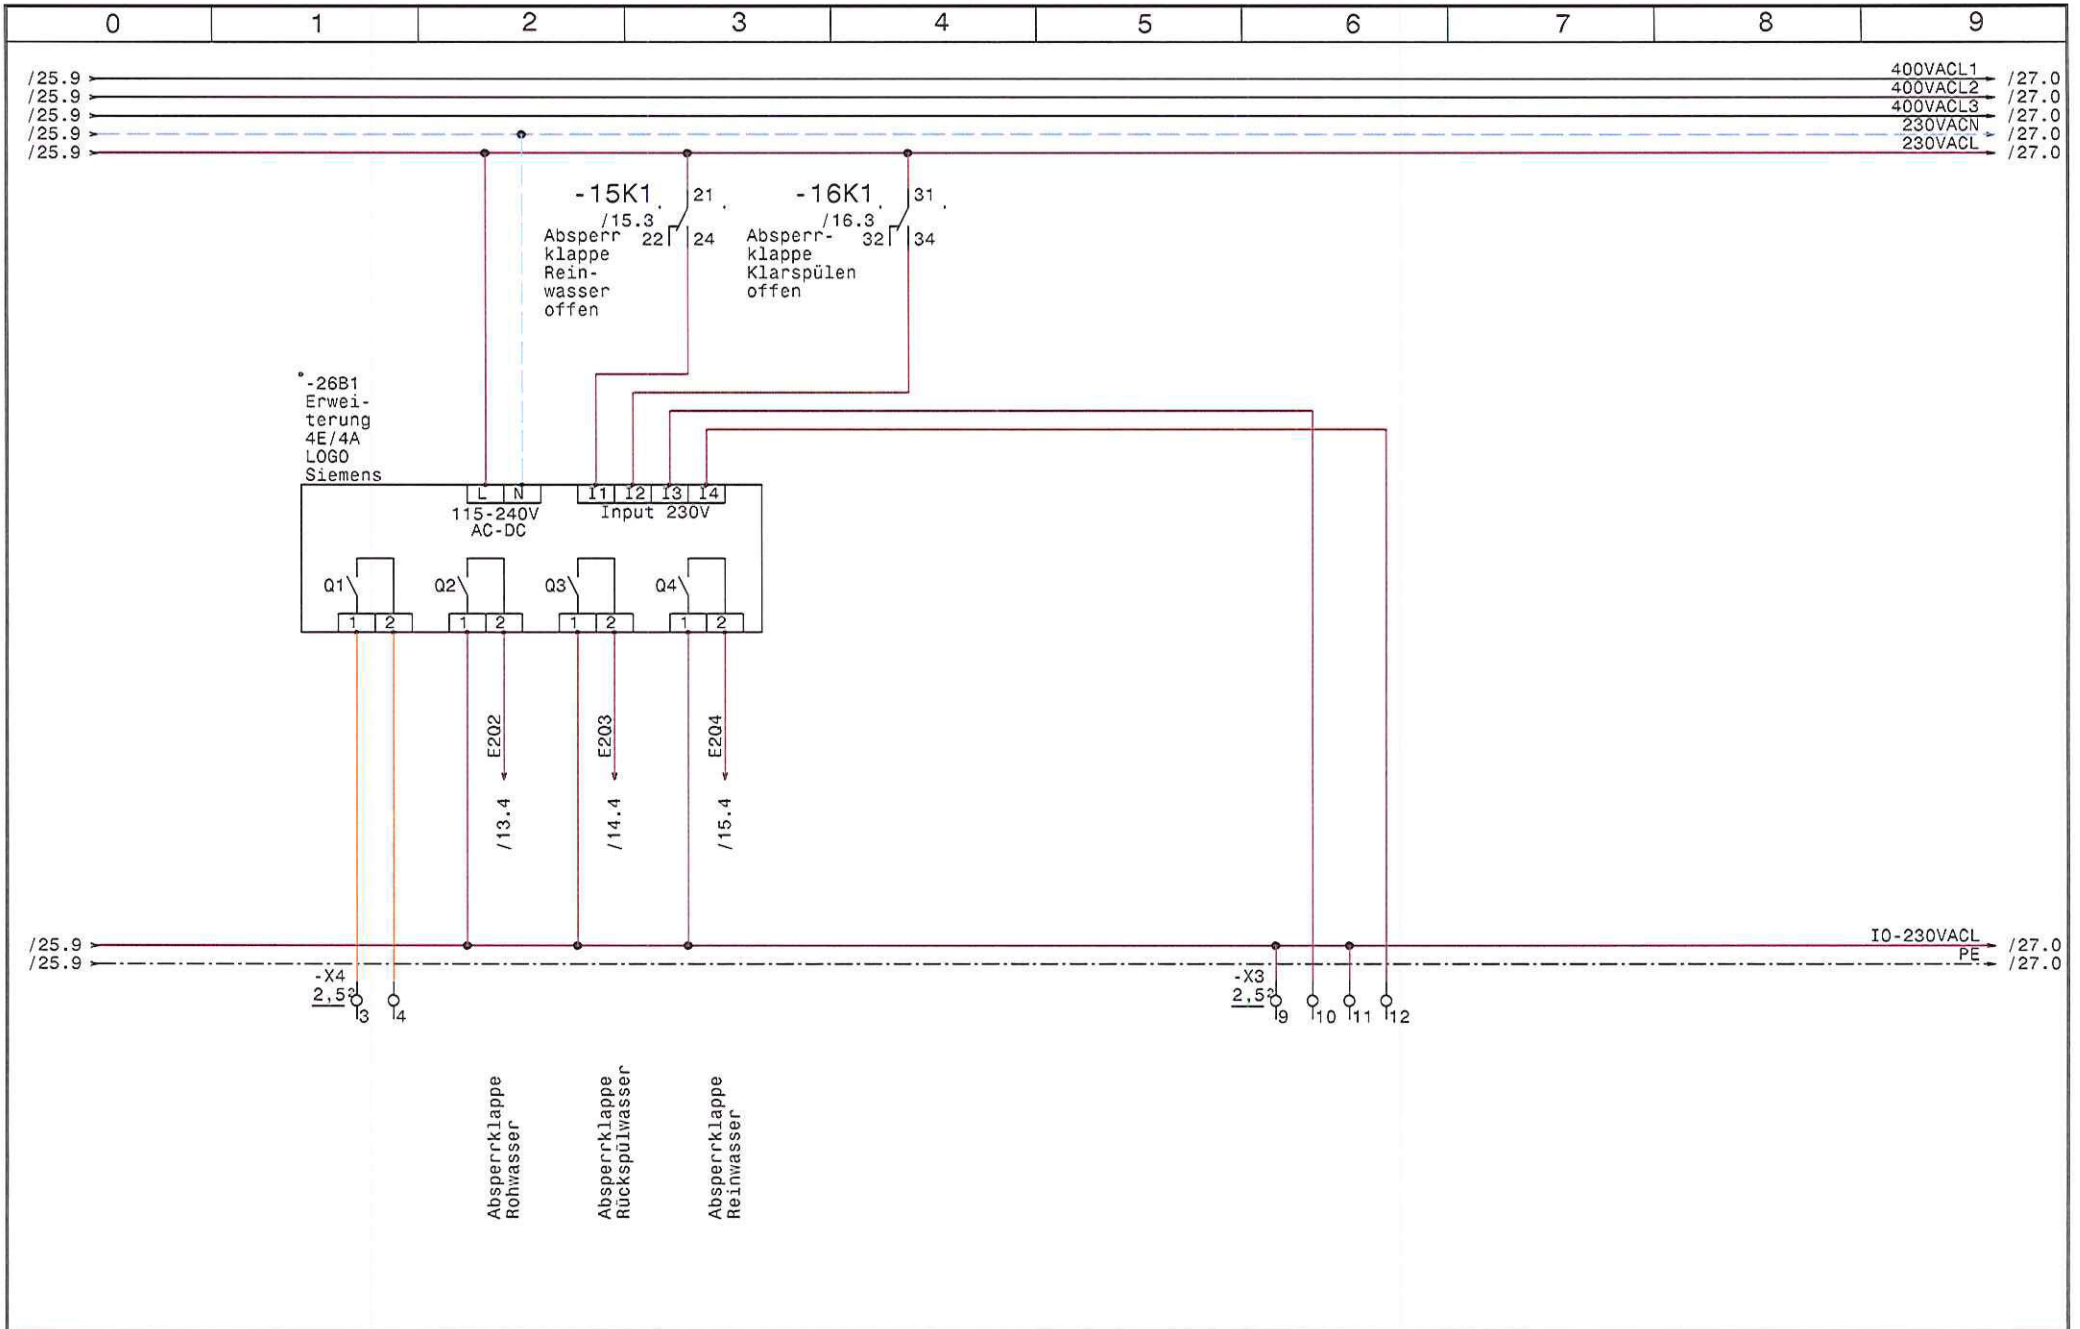 0 1 2 3 4 5 6 7 8 9
/25.9 400VACL1 /27.0
/25.9 400VACL2 /27.0
/25.9 400VACL3 /27.0
/25.9 230VACN /27.0
/25.9 230VACL /27.0
-15K1
/15.3
21
22
24
Absperr
klappe
Rein-
wasser
offen
-16K1
/16.3
31
32
34
Absperr-
klappe
Klarspülen
offen
-26B1
Erwei-
terung
4E/4A
LOGO
Siemens
L N I1 I2 I3 I4
115-240V
AC-DC
Input 230V
Q1 Q2 Q3 Q4
1 2 1 2 1 2 1 2
E2Q2
/13.4
E2Q3
/14.4
E2Q4
/15.4
/25.9 IO-230VACL /27.0
/25.9 PE /27.0
-X4
2,5²
3 4
-X3
2,5²
9 10 11 12
Absperrklappe
Rohwasser
Absperrklappe
Rückspülwasser
Absperrklappe
Reinwasser